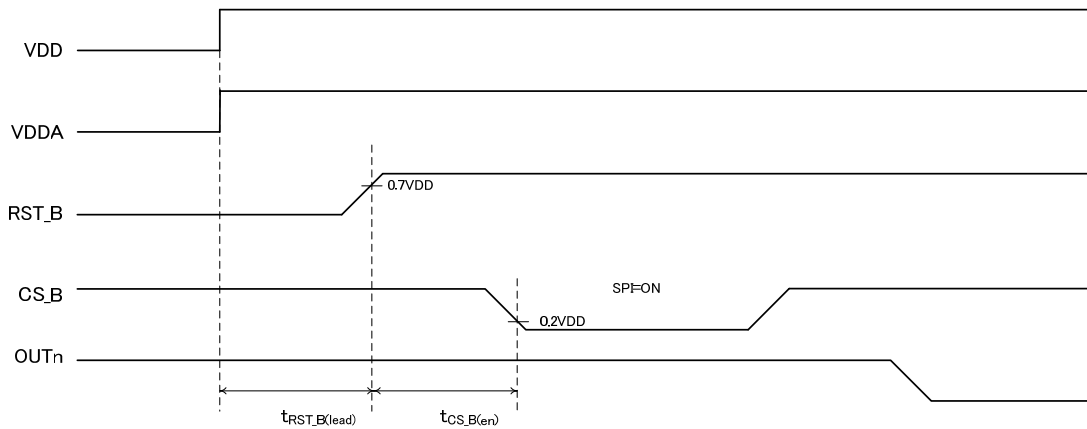 VDD
VDDA
RST_B
0.7VDD
CS_B
SPI=ON
0.2VDD
OUTn
tRST_B(lead)
tCS_B(en)